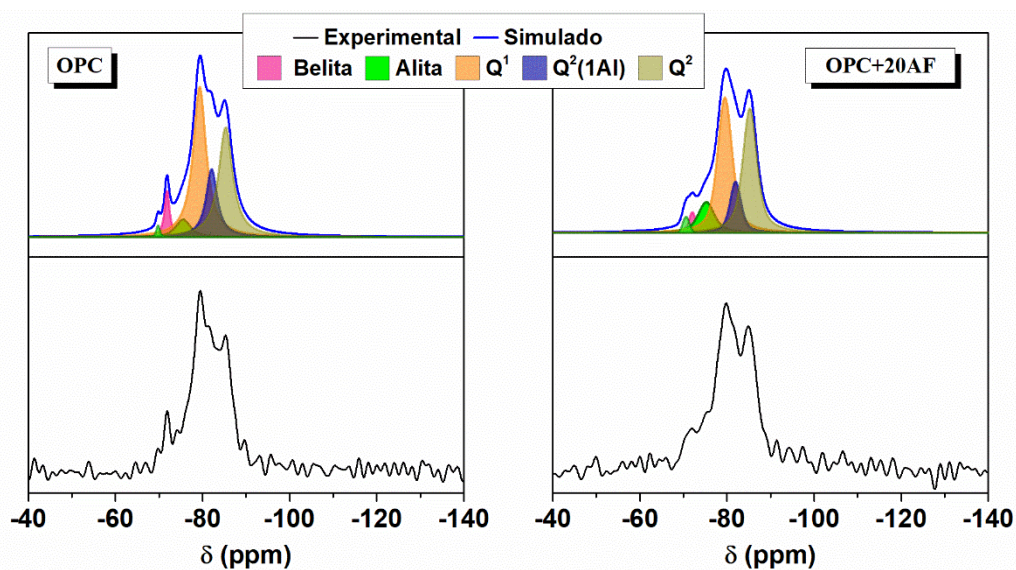 OPC
Experimental Simulado
Belita Alita Q¹ Q²(1Al) Q²
OPC+20AF
-40 -60 -80 -100 -120 -140
δ (ppm)
-40 -60 -80 -100 -120 -140
δ (ppm)